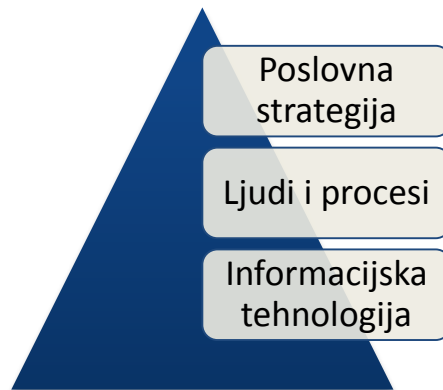 Poslovna
strategija
Ljudi i procesi
Informacijska
tehnologija